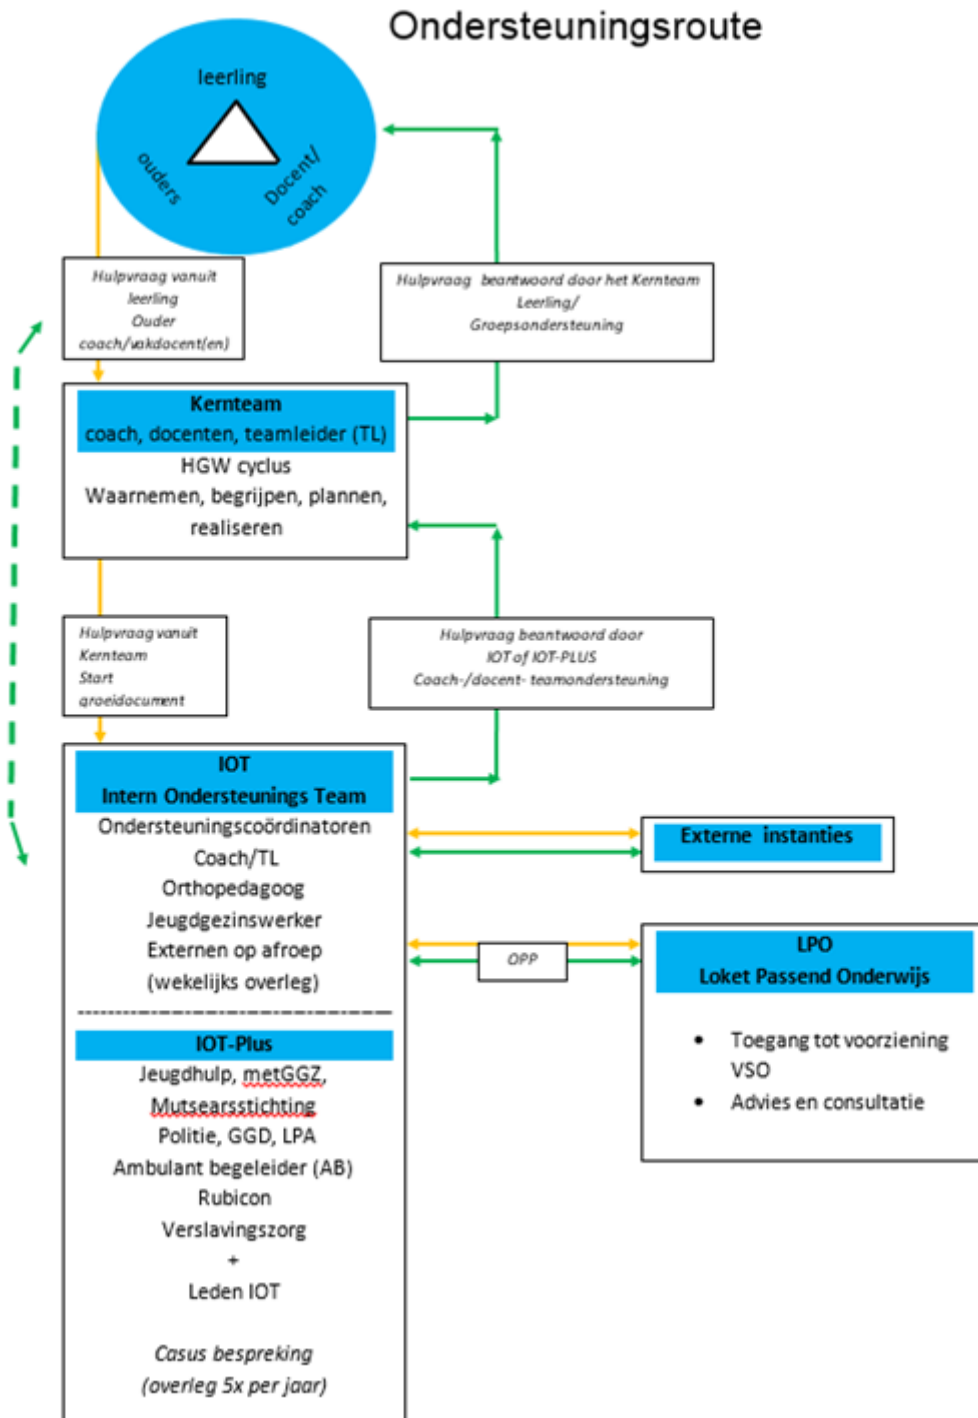 Ondersteuningsroute
leerling
ouders
Docent/
coach
Hulpvraag vanuit
leerling
Ouder
coach/vakdocent(en)
Hulpvraag beantwoord door het Kernteam
Leerling/
Groepsondersteuning
Kernteam
coach, docenten, teamleider (TL)
HGW cyclus
Waarnemen, begrijpen, plannen,
realiseren
Hulpvraag vanuit
Kernteam
Start
groeidocument
Hulpvraag beantwoord door
IOT of IOT-PLUS
Coach-/docent- teamondersteuning
IOT
Intern Ondersteunings Team
Ondersteuningscoördinatoren
Coach/TL
Orthopedagoog
Jeugdgezinswerker
Externen op afroep
(wekelijks overleg)
Externe instanties
OPP
LPO
Loket Passend Onderwijs
• Toegang tot voorziening
VSO
• Advies en consultatie
IOT-Plus
Jeugdhulp, metGGZ,
Mutsearsstichting
Politie, GGD, LPA
Ambulant begeleider (AB)
Rubicon
Verslavingszorg
+
Leden IOT
Casus bespreking
(overleg 5x per jaar)